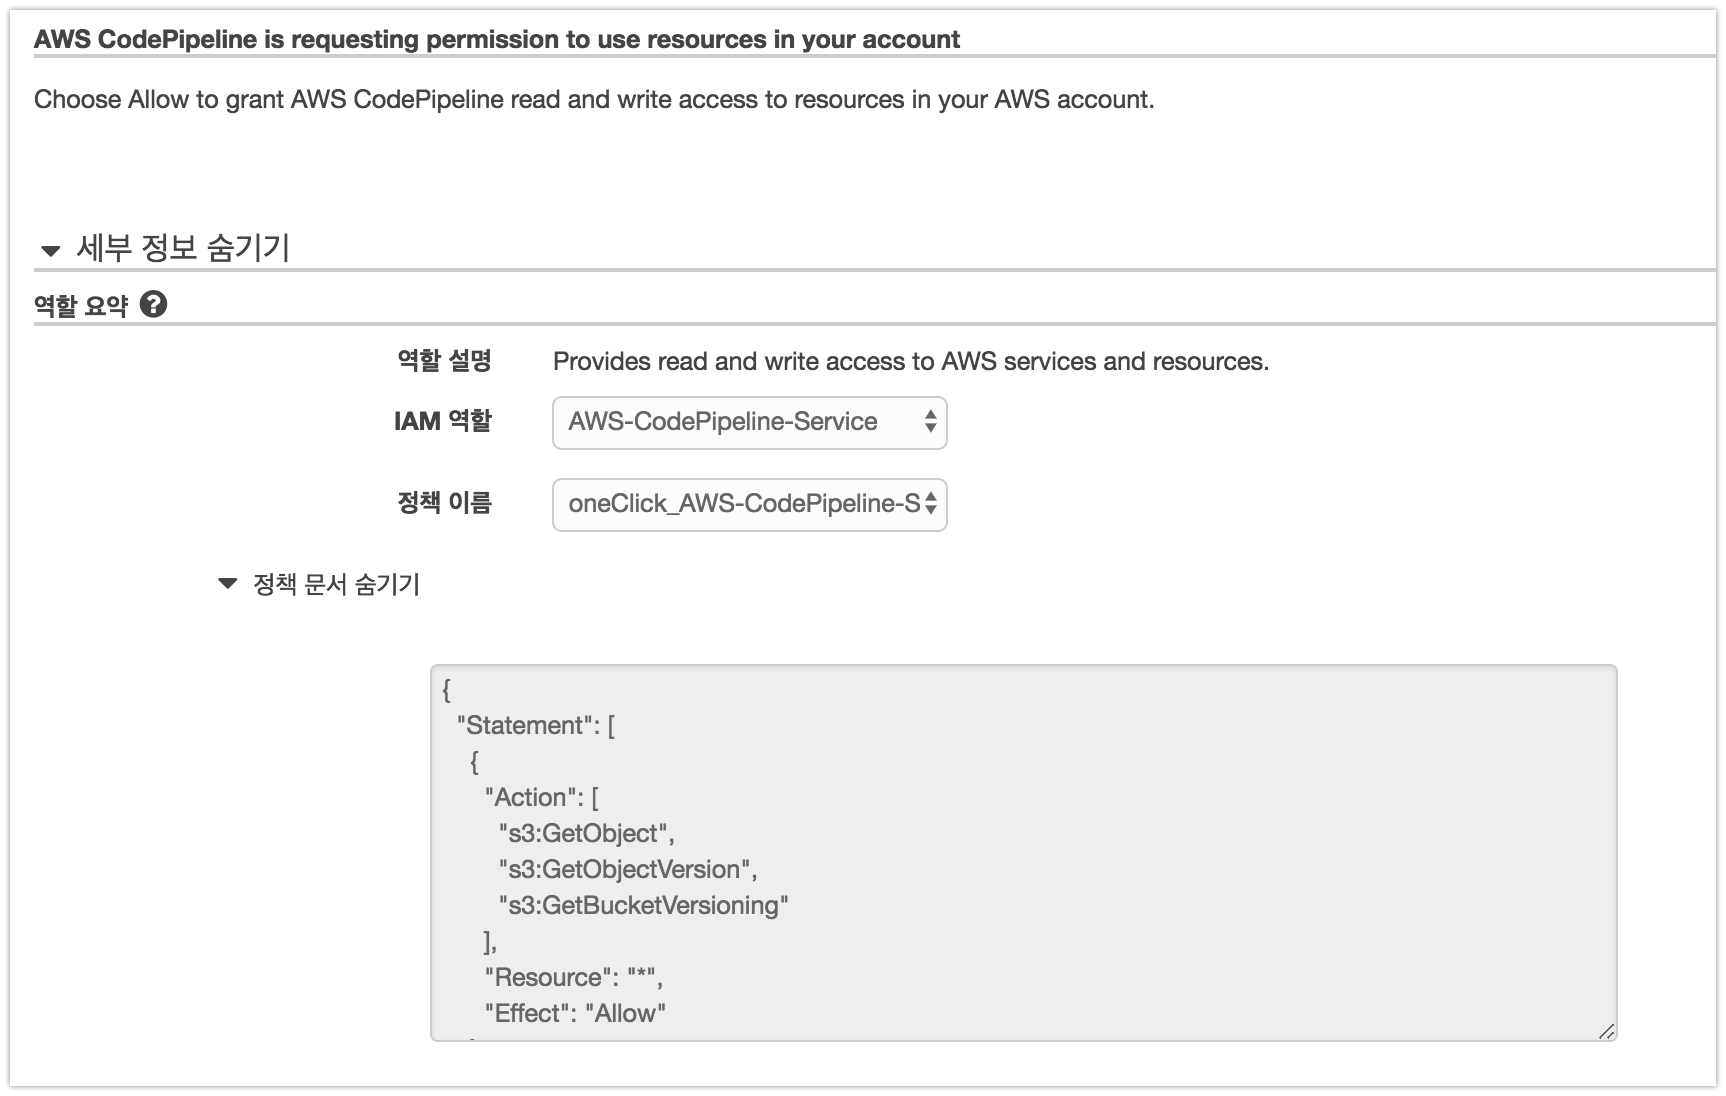 AWS CodePipeline is requesting permission to use resources in your account
Choose Allow to grant AWS CodePipeline read and write access to resources in your AWS account.
세부 정보 숨기기
역할 요약 ?
역할 설명 Provides read and write access to AWS services and resources.
IAM 역할 AWS-CodePipeline-Service
정책 이름 oneClick_AWS-CodePipeline-S
정책 문서 숨기기
{
"Statement": [
{
"Action": [
"s3:GetObject",
"s3:GetObjectVersion",
"s3:GetBucketVersioning"
],
"Resource": "*",
"Effect": "Allow"